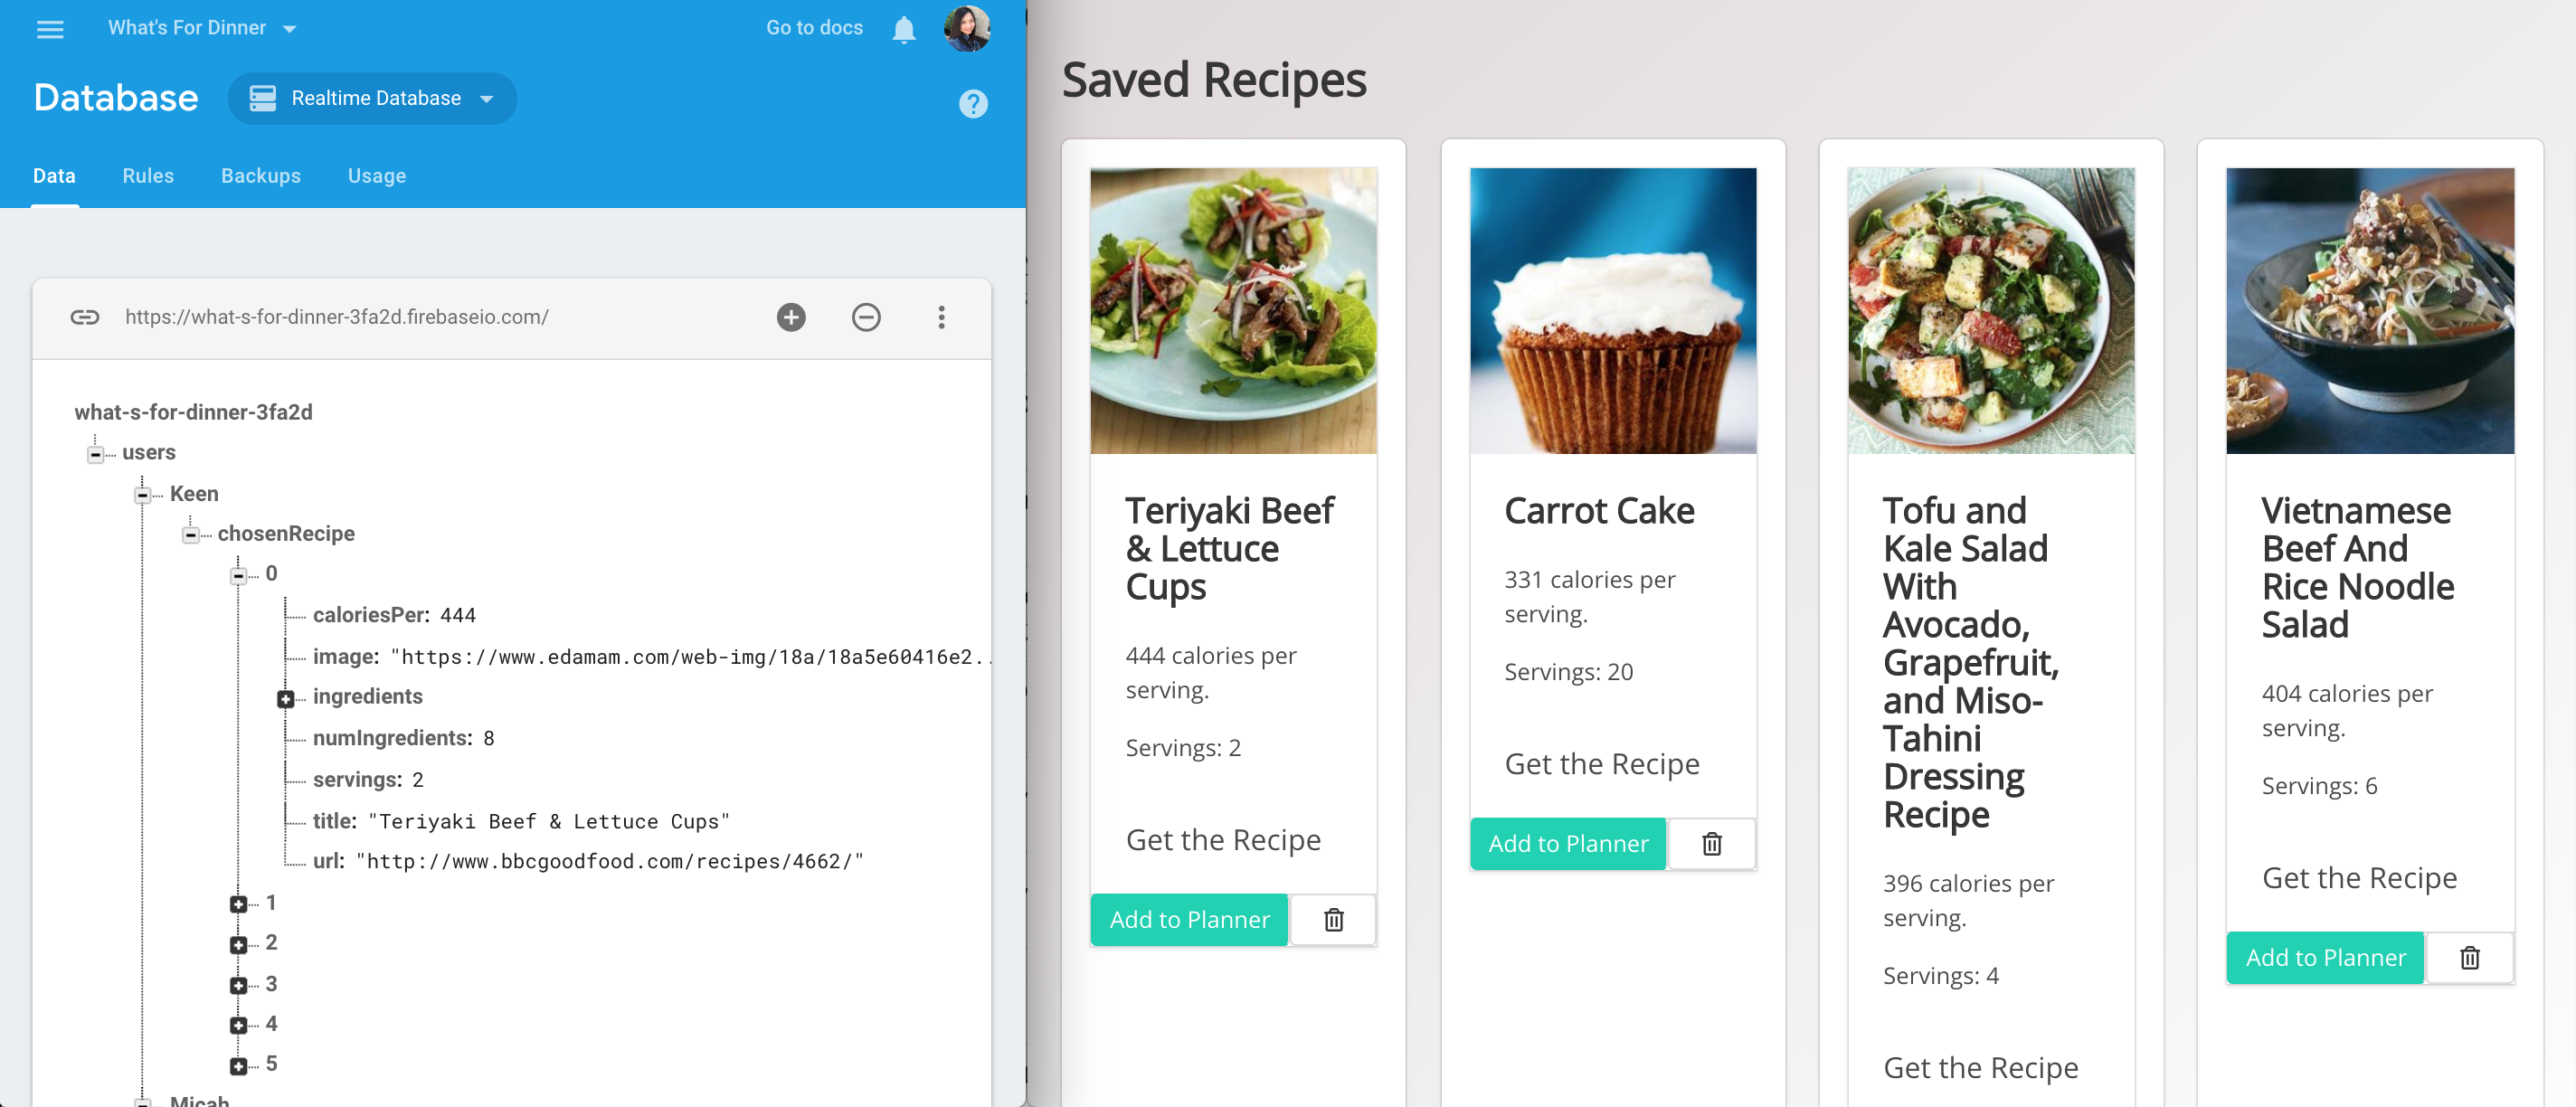 What's For Dinner
Go to docs
Database
Realtime Database
?
Data Rules Backups Usage
https://what-s-for-dinner-3fa2d.firebaseio.com/
what-s-for-dinner-3fa2d
users
Keen
chosenRecipe
0
caloriesPer: 444
image: "https://www.edamam.com/web-img/18a/18a5e60416e2..
ingredients
numIngredients: 8
servings: 2
title: "Teriyaki Beef & Lettuce Cups"
url: "http://www.bbcgoodfood.com/recipes/4662/"
1
2
3
4
5
Micah
Saved Recipes
Teriyaki Beef
& Lettuce
Cups
444 calories per
serving.
Servings: 2
Get the Recipe
Add to Planner
Carrot Cake
331 calories per
serving.
Servings: 20
Get the Recipe
Add to Planner
Tofu and
Kale Salad
With
Avocado,
Grapefruit,
and Miso-
Tahini
Dressing
Recipe
396 calories per
serving.
Servings: 4
Get the Recipe
Vietnamese
Beef And
Rice Noodle
Salad
404 calories per
serving.
Servings: 6
Get the Recipe
Add to Planner